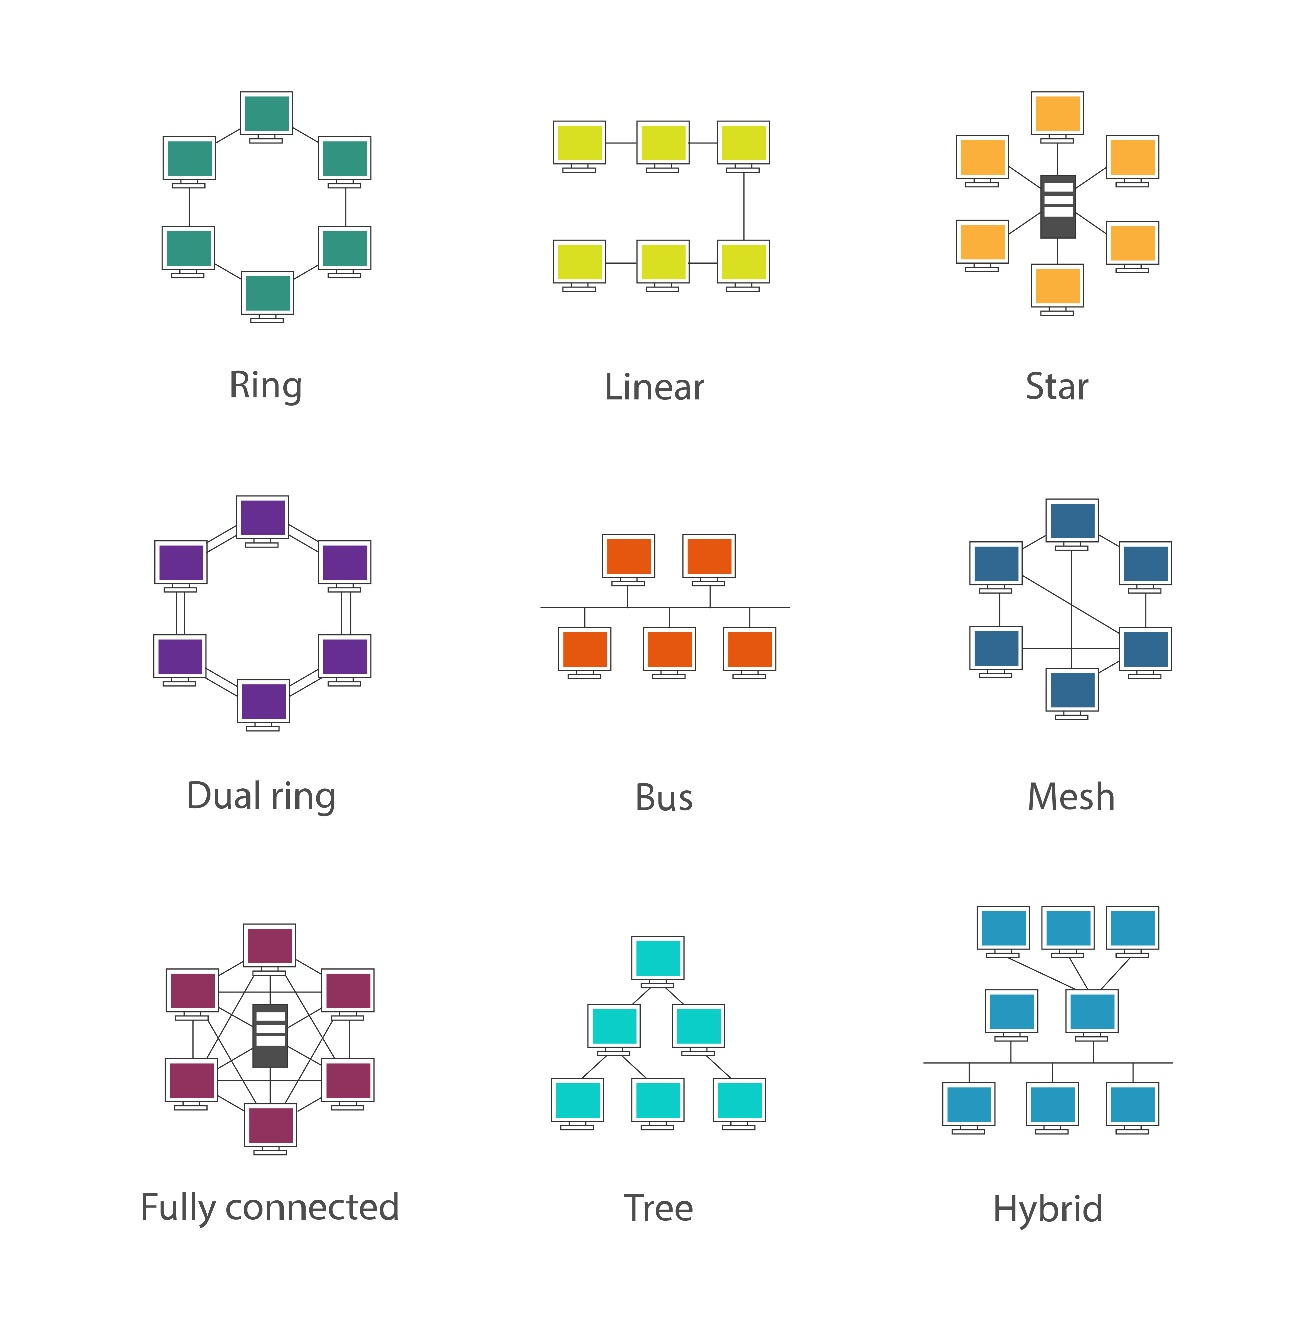 Ring
Linear
Star
Dual ring
Bus
Mesh
Fully connected
Tree
Hybrid